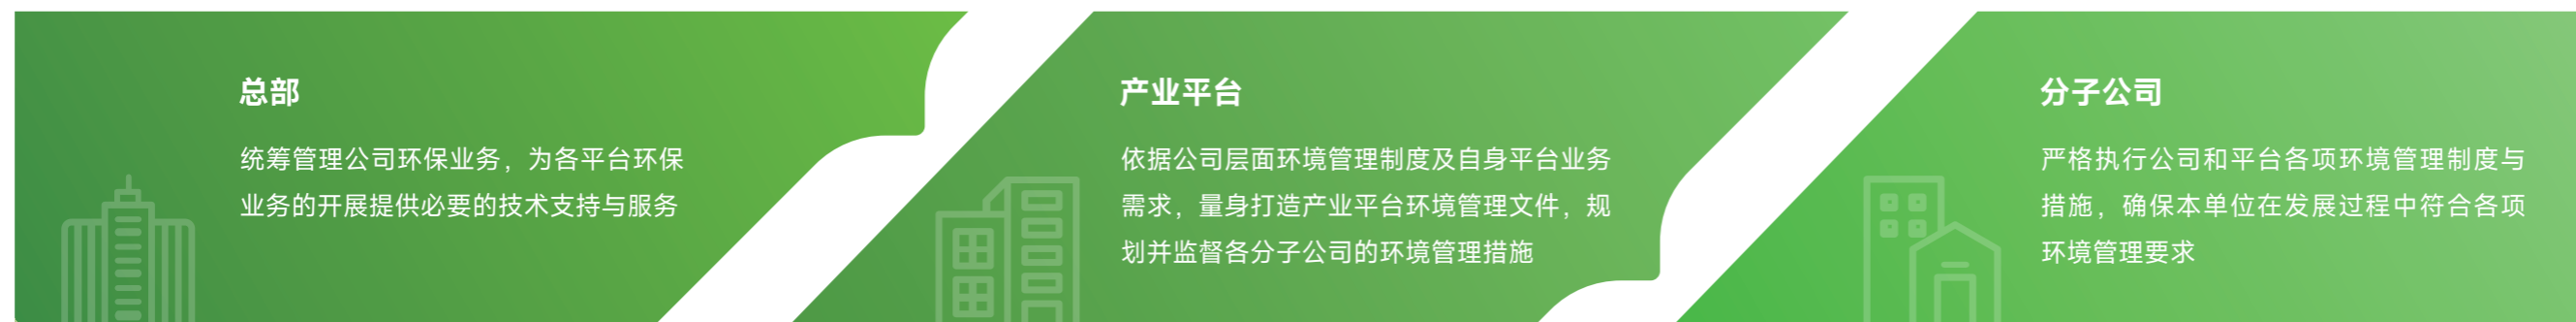 总部
统筹管理公司环保业务，为各平台环保
业务的开展提供必要的技术支持与服务
产业平台
依据公司层面环境管理制度及自身平台业务
需求，量身打造产业平台环境管理文件，规
划并监督各分子公司的环境管理措施
分子公司
严格执行公司和平台各项环境管理制度与
措施，确保本单位在发展过程中符合各项
环境管理要求